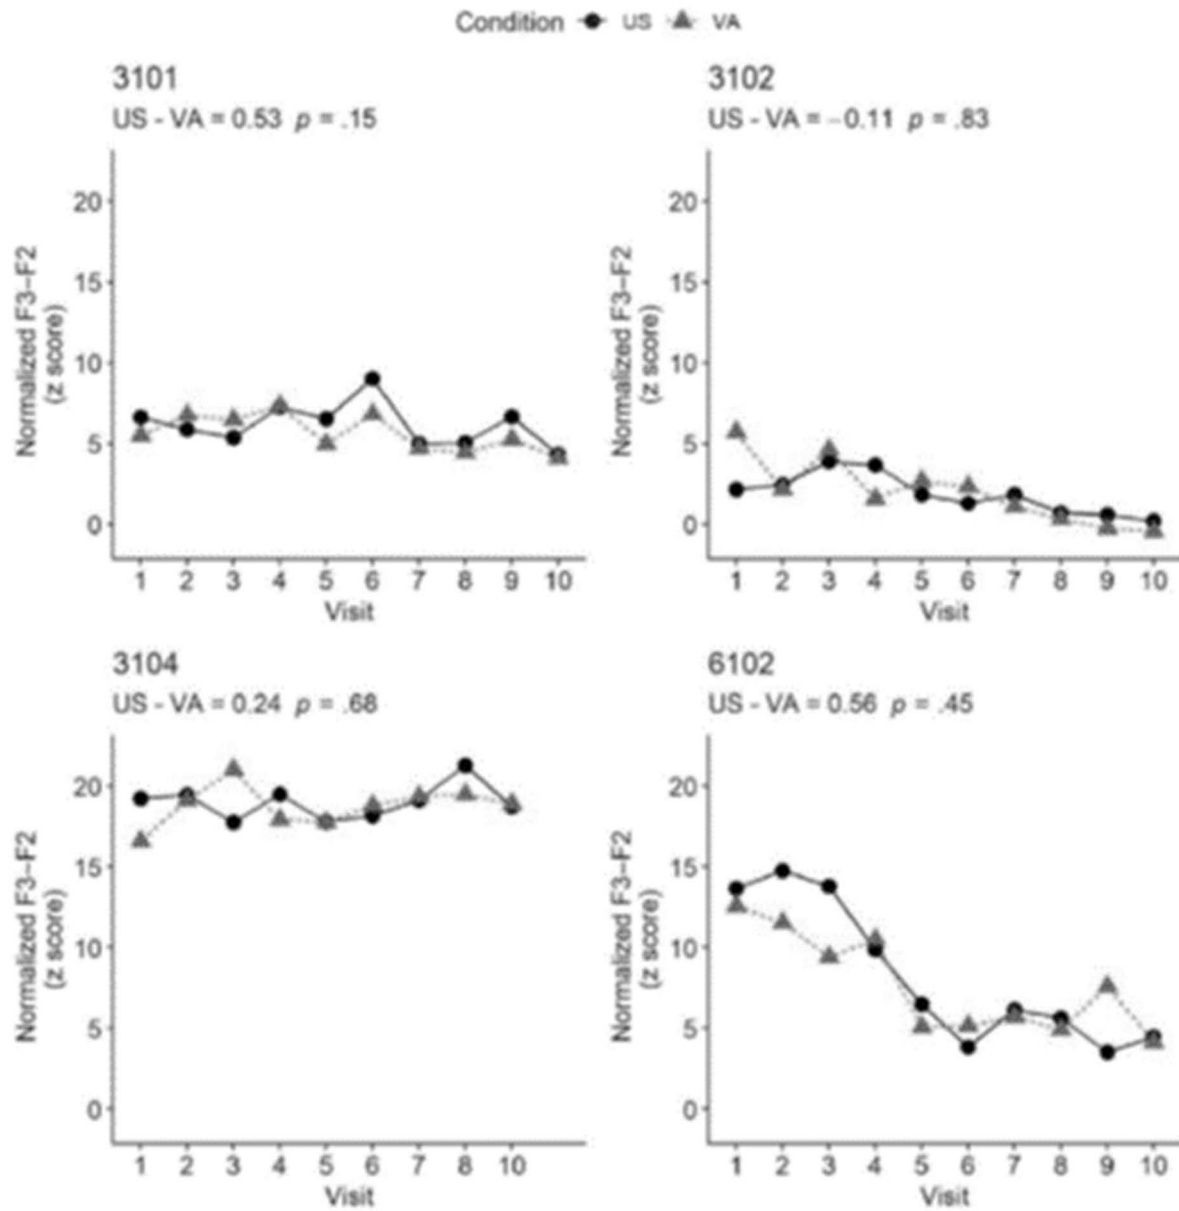 Condition US VA
3101
US - VA = 0.53 p = .15
Normalized F3–F2
(z score)
20
15
10
5
0
1 2 3 4 5 6 7 8 9 10
Visit
3102
US - VA = −0.11 p = .83
Normalized F3–F2
(z score)
20
15
10
5
0
1 2 3 4 5 6 7 8 9 10
Visit
3104
US - VA = 0.24 p = .68
Normalized F3–F2
(z score)
20
15
10
5
0
1 2 3 4 5 6 7 8 10
Visit
6102
US - VA = 0.56 p = .45
Normalized F3–F2
(z score)
20
15
10
5
0
1 2 3 4 5 6 7 8 9 10
Visit